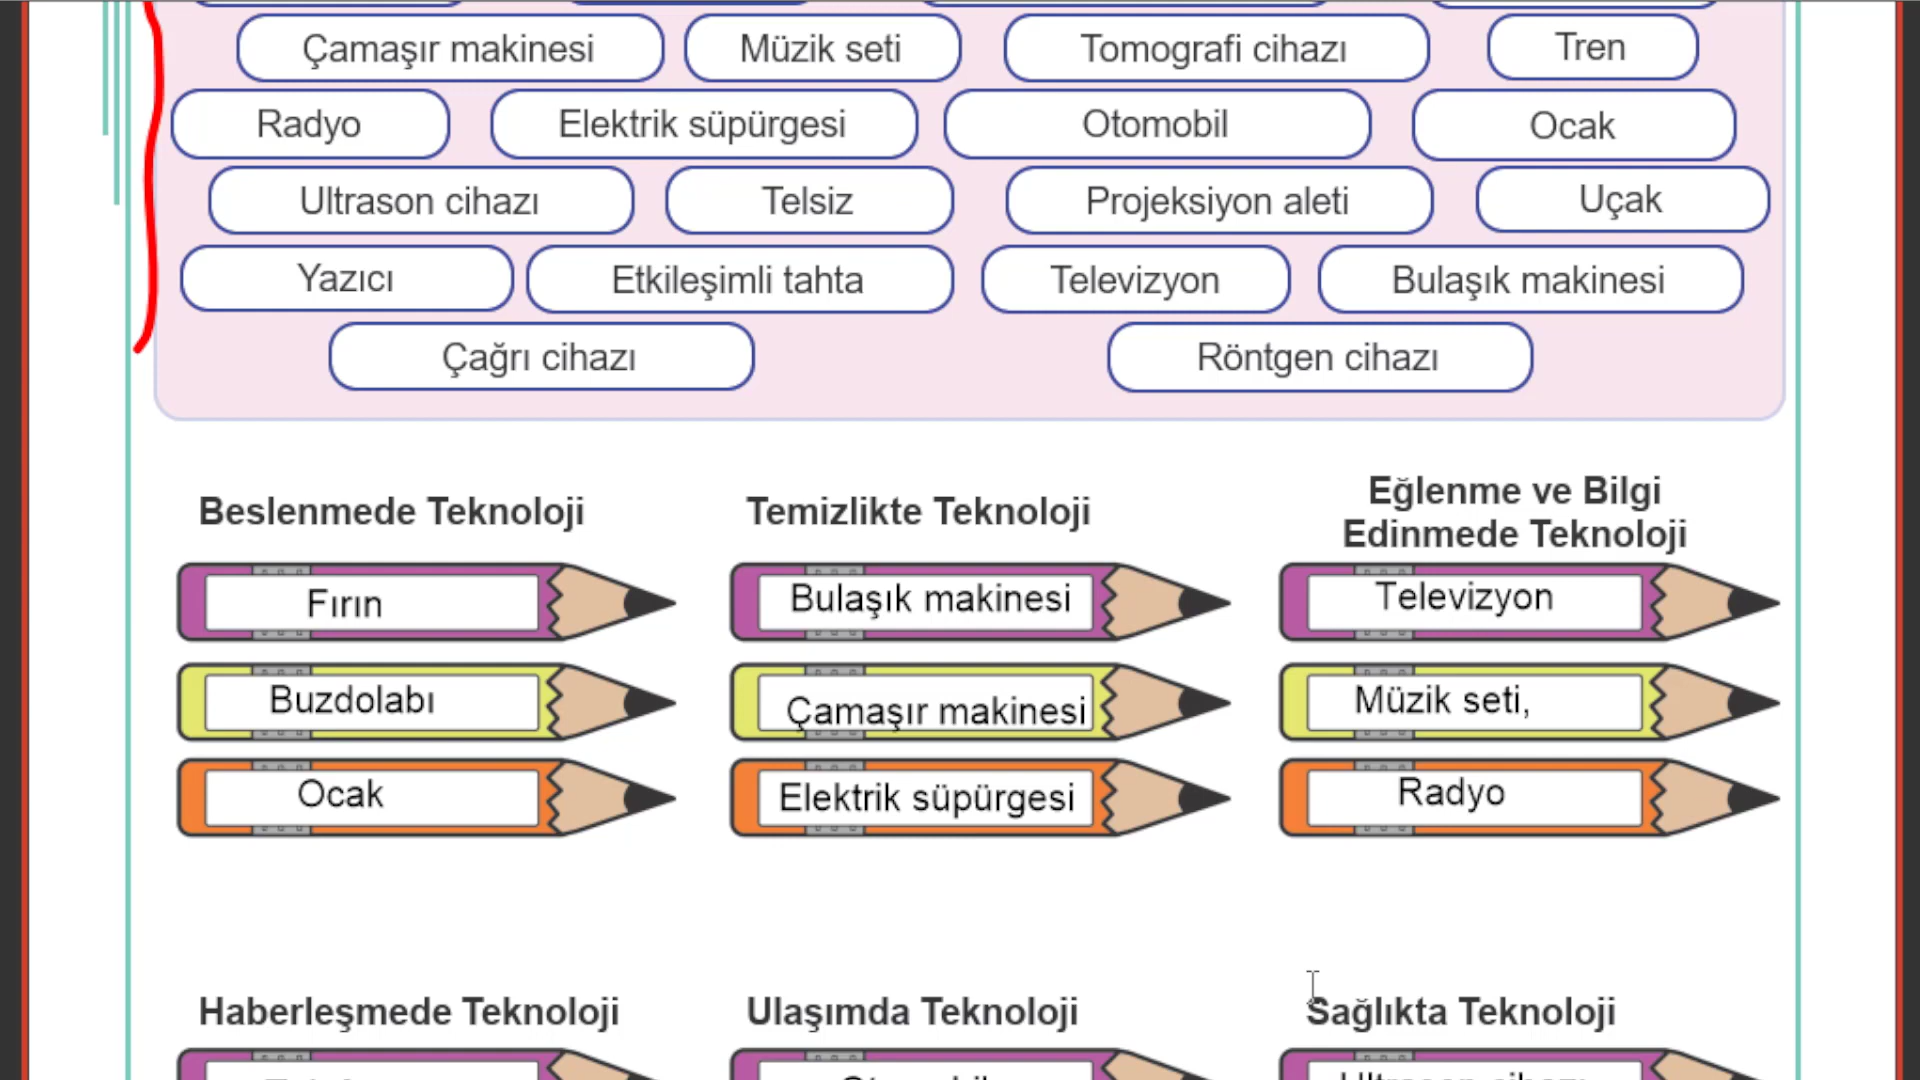 Çamaşır makinesi Müzik seti Tomografi cihazı Tren
Radyo Elektrik süpürgesi Otomobil Ocak
Ultrason cihazı Telsiz Projeksiyon aleti Uçak
Yazıcı Etkileşimli tahta Televizyon Bulaşık makinesi
Çağrı cihazı Röntgen cihazı
Beslenmede Teknoloji
Fırın
Buzdolabı
Ocak
Temizlikte Teknoloji
Bulaşık makinesi
Çamaşır makinesi
Elektrik süpürgesi
Eğlenme ve Bilgi
Edinmede Teknoloji
Televizyon
Müzik seti,
Radyo
Haberleşmede Teknoloji
Ulaşımda Teknoloji
Sağlıkta Teknoloji